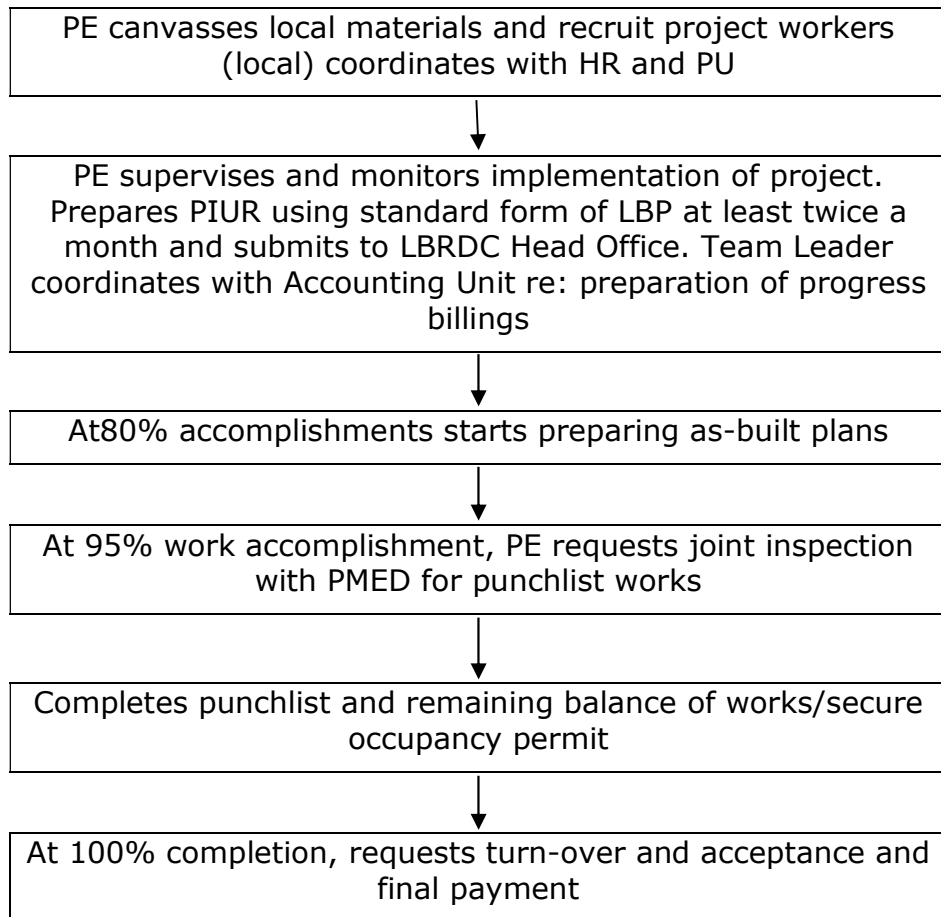 PE canvasses local materials and recruit project workers
(local) coordinates with HR and PU
PE supervises and monitors implementation of project.
Prepares PIUR using standard form of LBP at least twice a
month and submits to LBRDC Head Office. Team Leader
coordinates with Accounting Unit re: preparation of progress
billings
At80% accomplishments starts preparing as-built plans
At 95% work accomplishment, PE requests joint inspection
with PMED for punchlist works
Completes punchlist and remaining balance of works/secure
occupancy permit
At 100% completion, requests turn-over and acceptance and
final payment